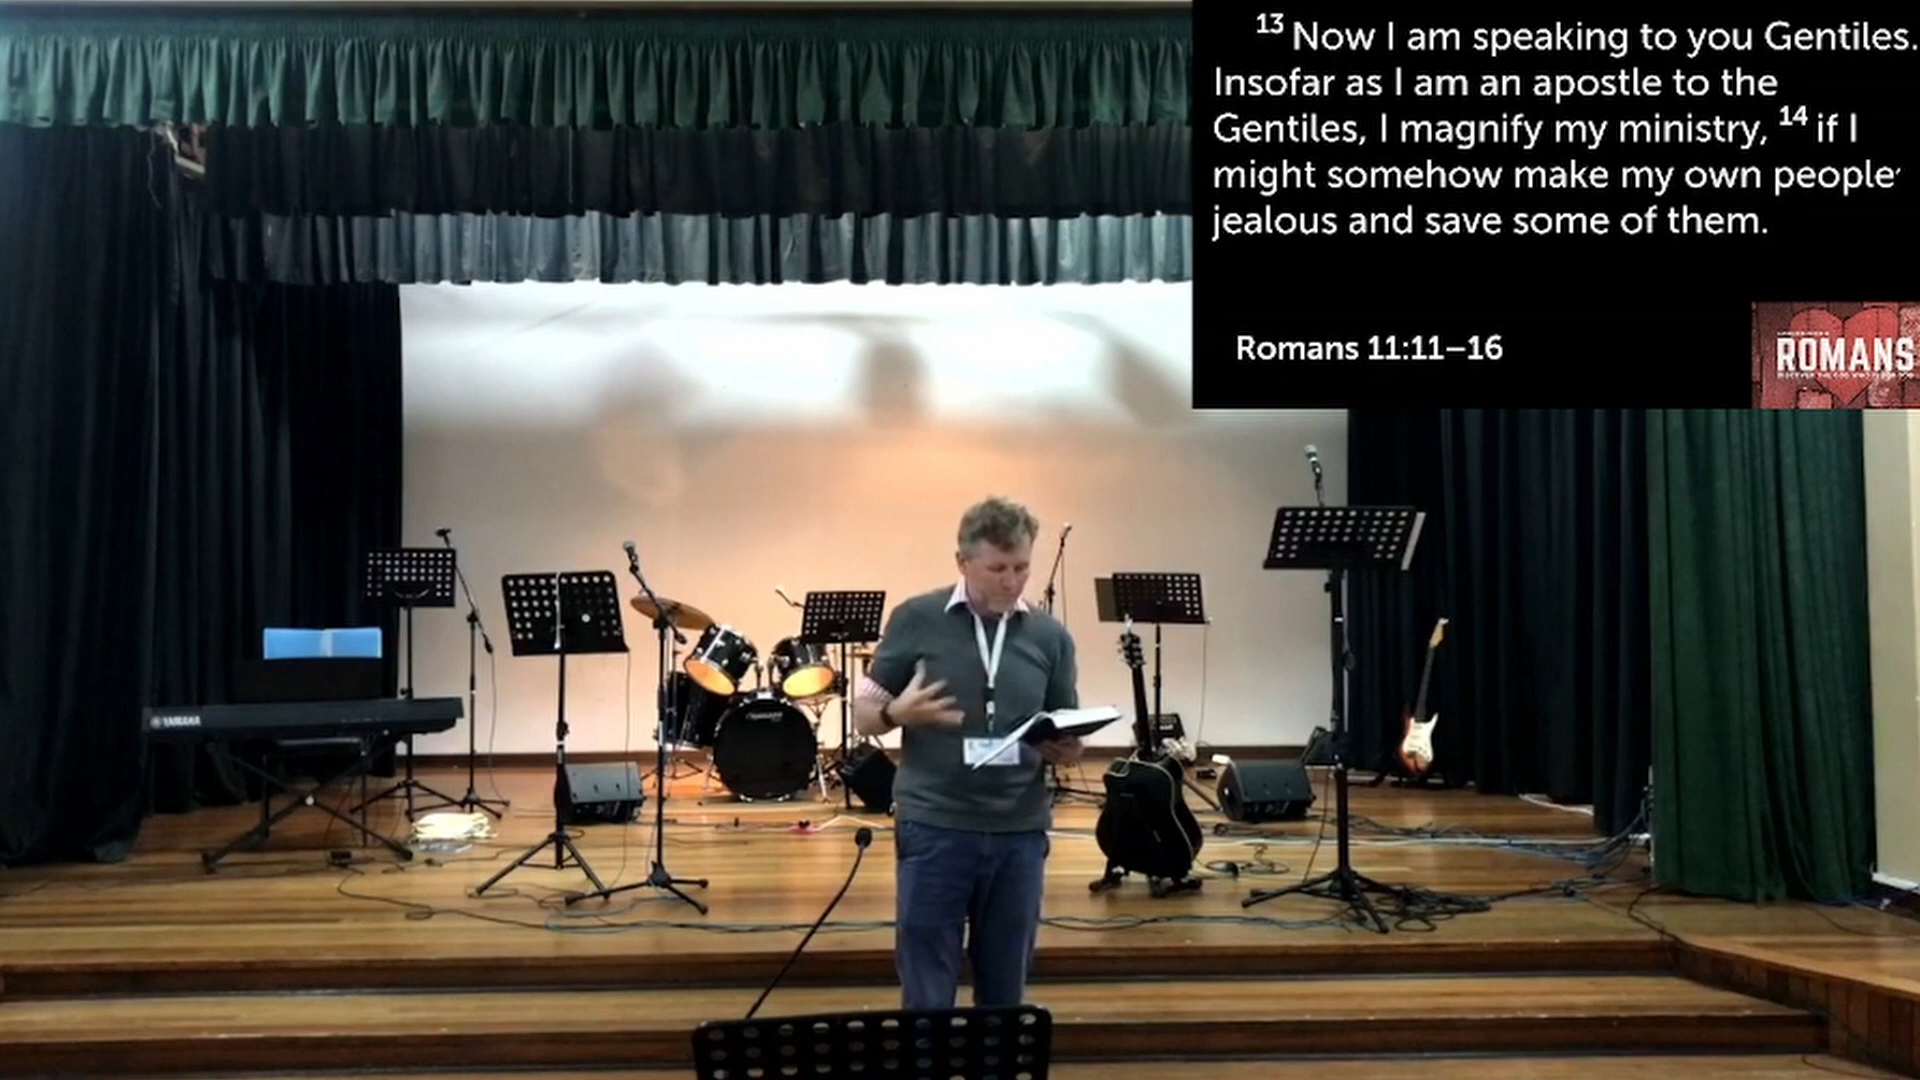 13 Now I am speaking to you Gentiles.
Insofar as I am an apostle to the
Gentiles, I magnify my ministry, 14 if I
might somehow make my own people
jealous and save some of them.
Romans 11:11–16
ROMANS
YAMAHA